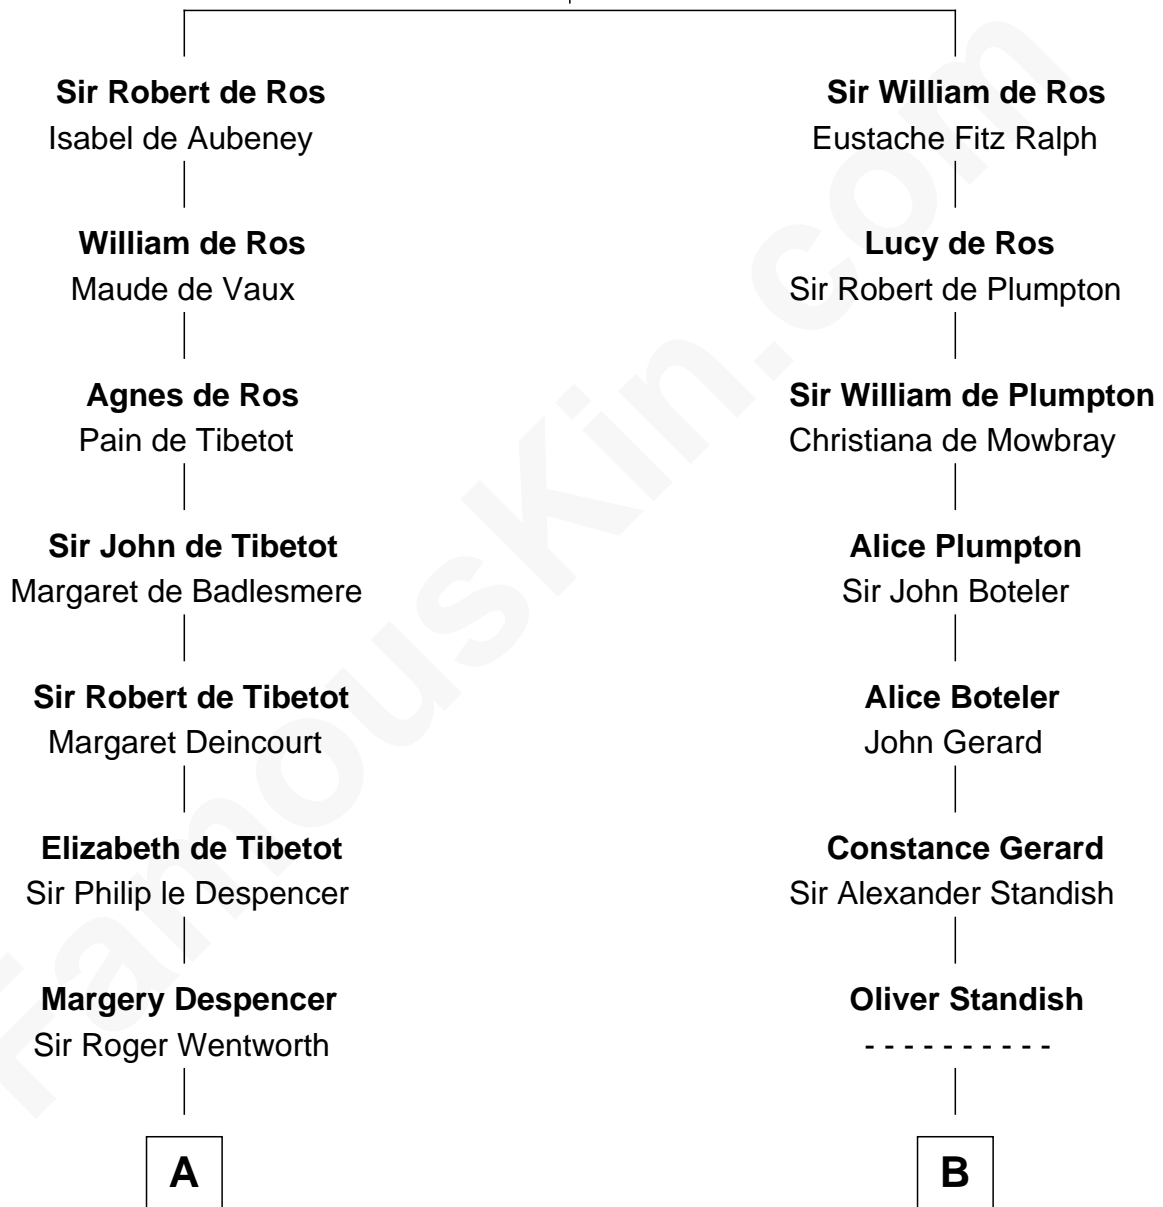 Sir Robert de Ros
Isabel de Aubeney
William de Ros
Maude de Vaux
Agnes de Ros
Pain de Tibetot
Sir John de Tibetot
Margaret de Badlesmere
Sir Robert de Tibetot
Margaret Deincourt
Elizabeth de Tibetot
Sir Philip le Despencer
Margery Despencer
Sir Roger Wentworth
A
Sir William de Ros
Eustache Fitz Ralph
Lucy de Ros
Sir Robert de Plumpton
Sir William de Plumpton
Christiana de Mowbray
Alice Plumpton
Sir John Boteler
Alice Boteler
John Gerard
Constance Gerard
Sir Alexander Standish
Oliver Standish
- - - - - - - - - -
B
FamousKin.com